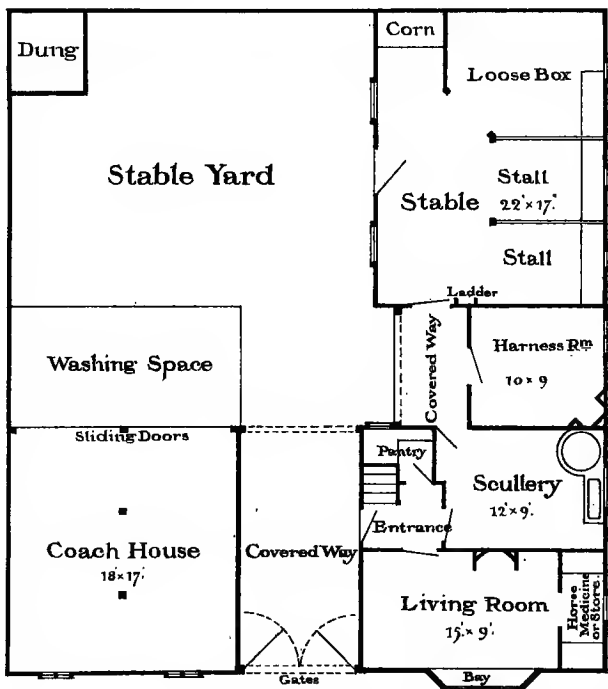 Dung
Corn
Loose Box
Stable Yard
Stall
22' × 17'.
Stable
Stall
Ladder
Covered Way
Harness Rm
10 × 9
Washing Space
Sliding Doors
Pantry
Scullery
12' × 9'.
Entrance
Coach House
18' × 17'.
Covered Way
Living Room
15' × 9'.
Horse
Medicine
or Store.
Gates
Bay